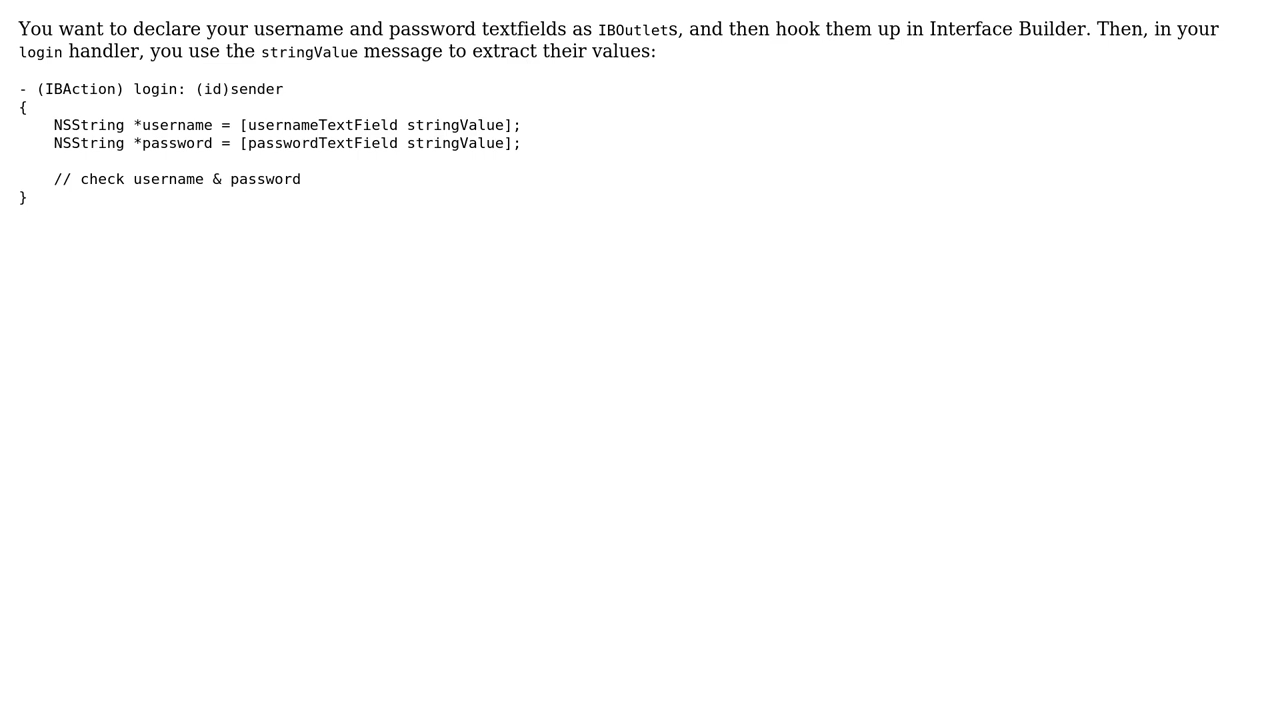 You want to declare your username and password textfields as IBOutlets, and then hook them up in Interface Builder. Then, in your
login handler, you use the stringValue message to extract their values:
- (IBAction) login: (id)sender
{
    NSString *username = [usernameTextField stringValue];
    NSString *password = [passwordTextField stringValue];
    // check username & password
}